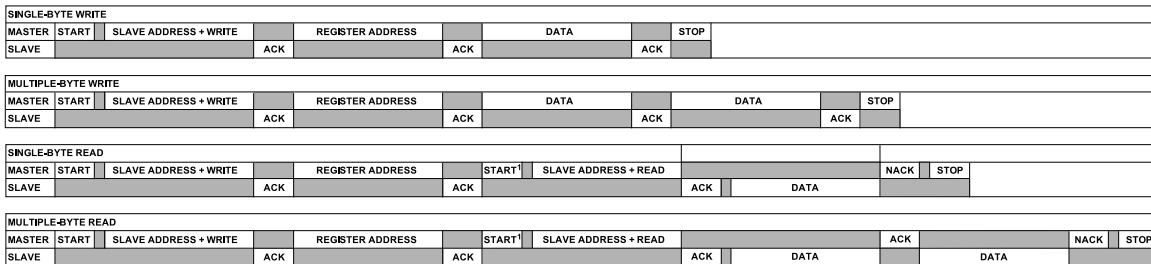 SINGLE-BYTE WRITE
MASTER START SLAVE ADDRESS + WRITE REGISTER ADDRESS DATA STOP
SLAVE ACK ACK ACK
MULTIPLE-BYTE WRITE
MASTER START SLAVE ADDRESS + WRITE REGISTER ADDRESS DATA DATA STOP
SLAVE ACK ACK ACK ACK
SINGLE-BYTE READ
MASTER START SLAVE ADDRESS + WRITE REGISTER ADDRESS START¹ SLAVE ADDRESS + READ NACK STOP
SLAVE ACK ACK ACK DATA
MULTIPLE-BYTE READ
MASTER START SLAVE ADDRESS + WRITE REGISTER ADDRESS START¹ SLAVE ADDRESS + READ ACK NACK STOP
SLAVE ACK ACK ACK DATA DATA